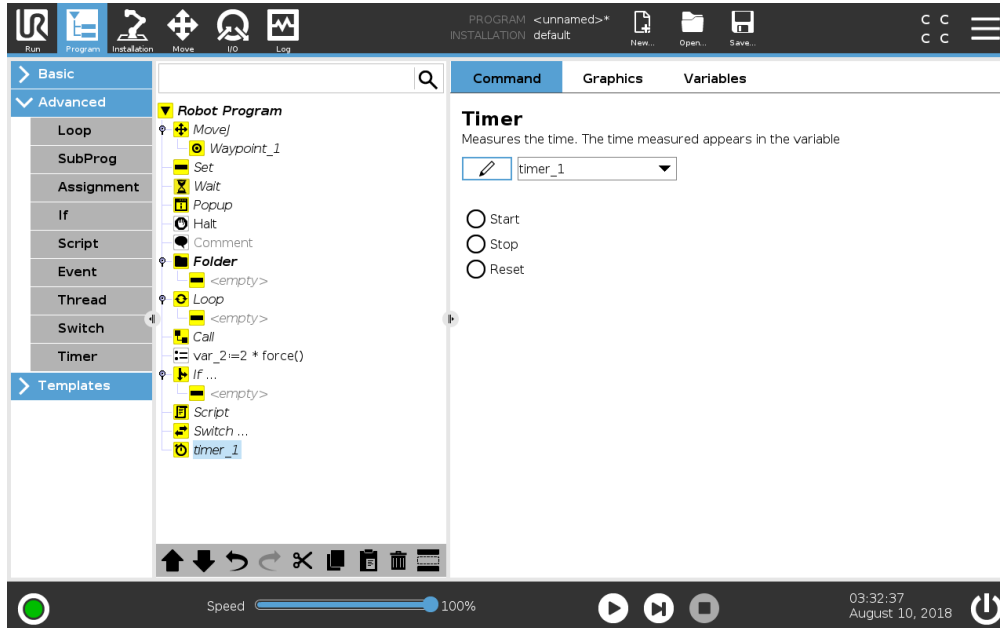 PROGRAM <unnamed>*
INSTALLATION default
C C
C C
Run Program Installation Move I/O Log New... Open... Save...
Basic
Advanced
Loop
SubProg
Assignment
If
Script
Event
Thread
Switch
Timer
Templates
Robot Program
MoveJ
Waypoint_1
Set
Wait
Popup
Halt
Comment
Folder
<empty>
Loop
<empty>
Call
var_2:=2 * force()
If ...
<empty>
Script
Switch ...
timer_1
Command Graphics Variables
Timer
Measures the time. The time measured appears in the variable
timer_1
Start
Stop
Reset
Speed 100%
03:32:37
August 10, 2018